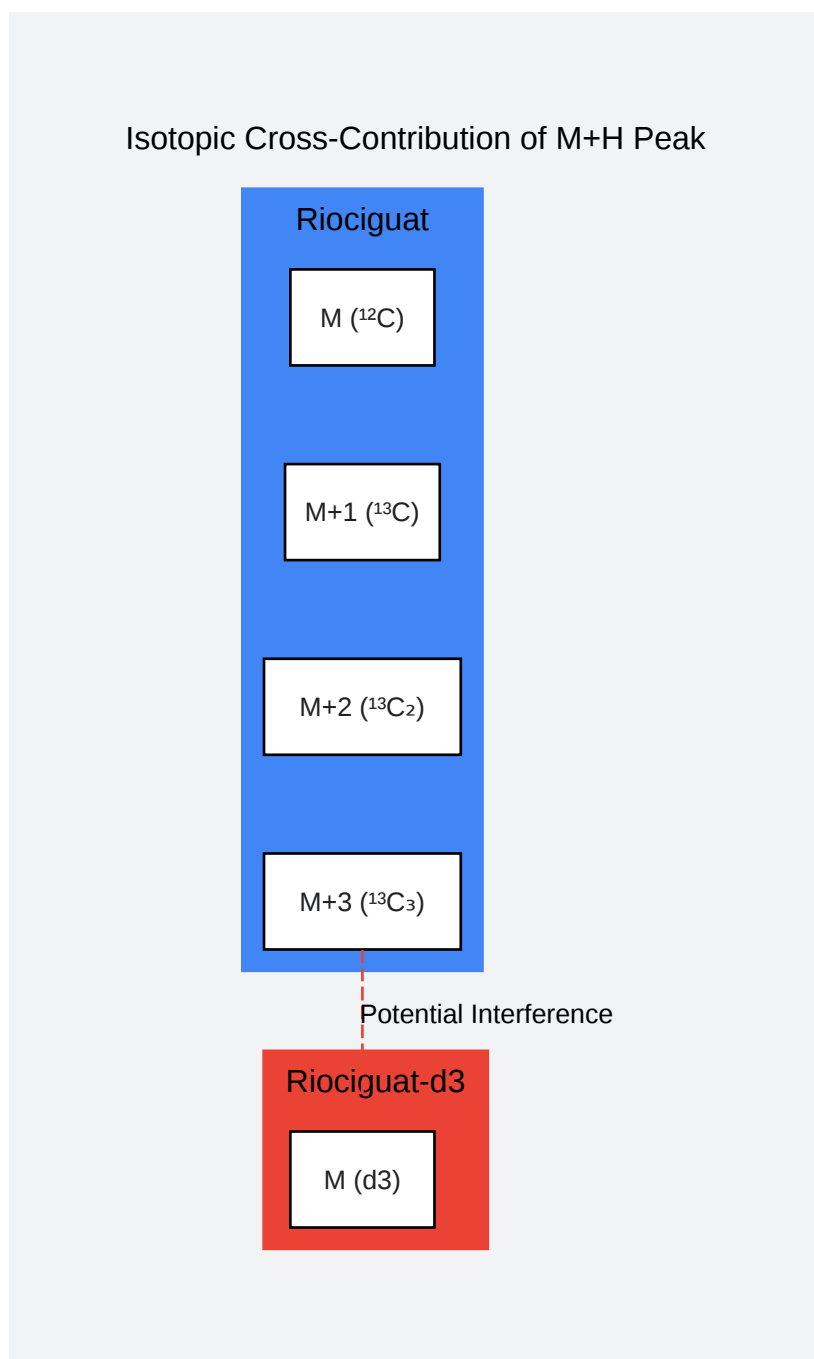 Isotopic Cross-Contribution of M+H Peak
Riociguat
M (¹²C)
M+1 (¹³C)
M+2 (¹³C₂)
M+3 (¹³C₃)
Potential Interference
Riociguat-d3
M (d3)